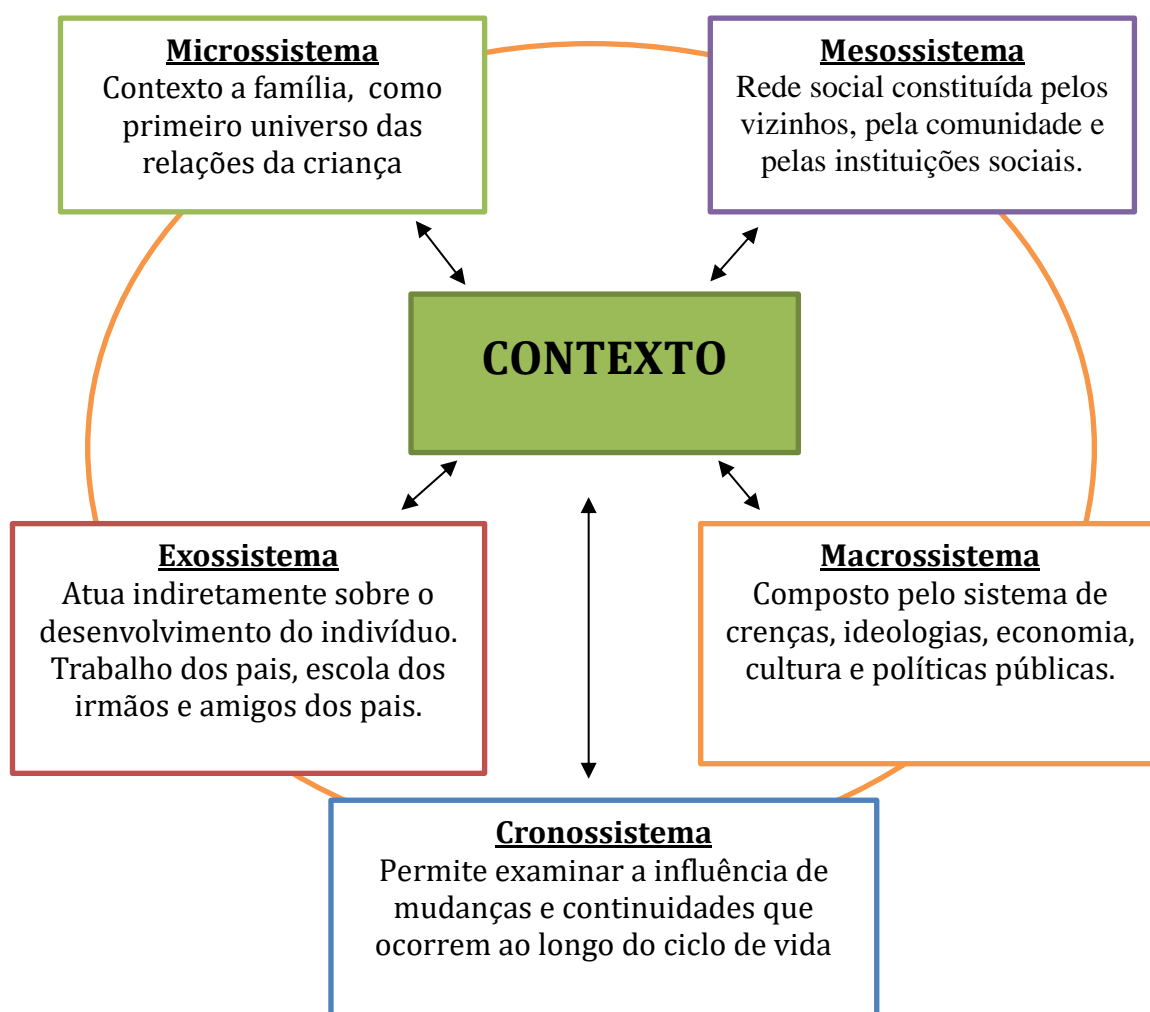 Microssistema
Contexto a família, como
primeiro universo das
relações da criança
Mesossistema
Rede social constituída pelos
vizinhos, pela comunidade e
pelas instituições sociais.
CONTEXTO
Exossistema
Atua indiretamente sobre o
desenvolvimento do indivíduo.
Trabalho dos pais, escola dos
irmãos e amigos dos pais.
Macrossistema
Composto pelo sistema de
crenças, ideologias, economia,
cultura e políticas públicas.
Cronossistema
Permite examinar a influência de
mudanças e continuidades que
ocorrem ao longo do ciclo de vida